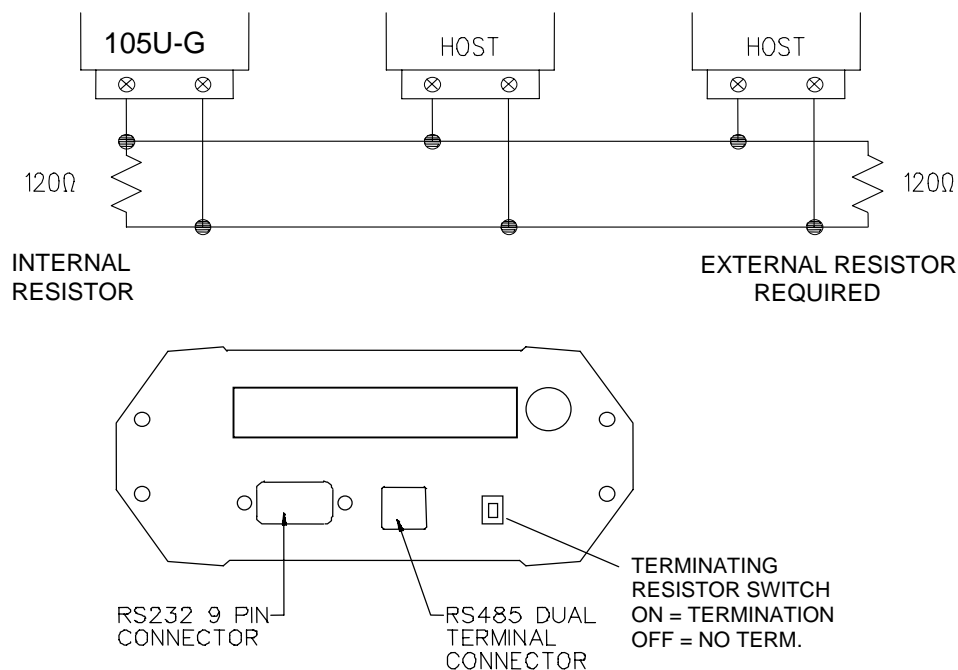 105U-G
HOST
HOST
120Ω
120Ω
INTERNAL
RESISTOR
EXTERNAL RESISTOR
REQUIRED
RS232 9 PIN
CONNECTOR
RS485 DUAL
TERMINAL
CONNECTOR
TERMINATING
RESISTOR SWITCH
ON = TERMINATION
OFF = NO TERM.